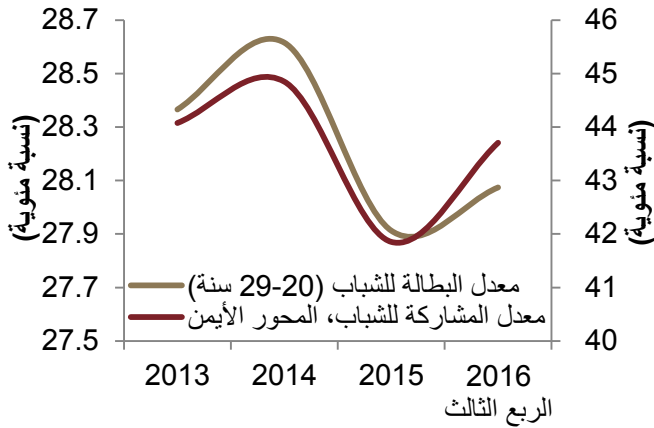 28.7
28.5
28.3
28.1
27.9
27.7
27.5
(نسبة مئوية)
46
45
44
43
42
41
40
(نسبة مئوية)
معدل البطالة للشباب (20-29 سنة)
معدل المشاركة للشباب، المحور الأيمن
2013 2014 2015 2016
الربع الثالث